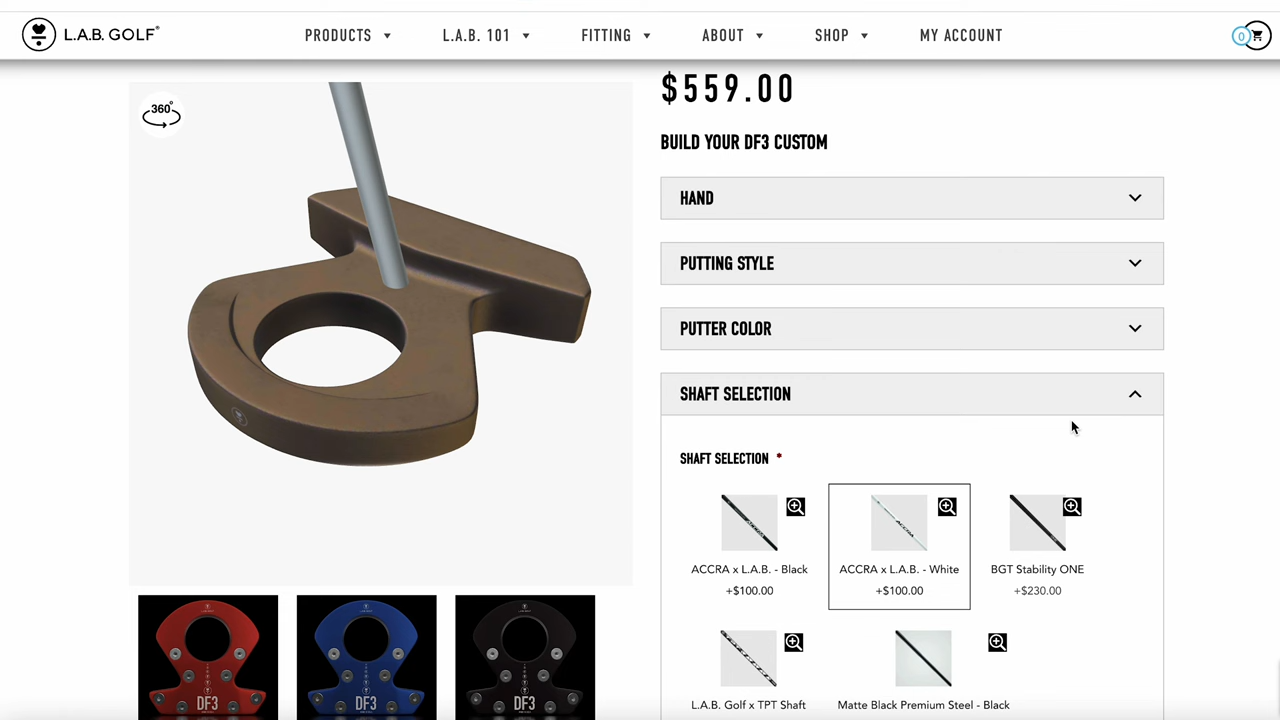 L.A.B. GOLF®
PRODUCTS
L.A.B. 101
FITTING
ABOUT
SHOP
MY ACCOUNT
0
360°
$559.00
BUILD YOUR DF3 CUSTOM
HAND
PUTTING STYLE
PUTTER COLOR
SHAFT SELECTION
SHAFT SELECTION *
ACCRA x L.A.B. - Black
+$100.00
ACCRA x L.A.B. - White
+$100.00
BGT Stability ONE
+$230.00
L.A.B. Golf x TPT Shaft
Matte Black Premium Steel - Black
DF3
DF3
DF3